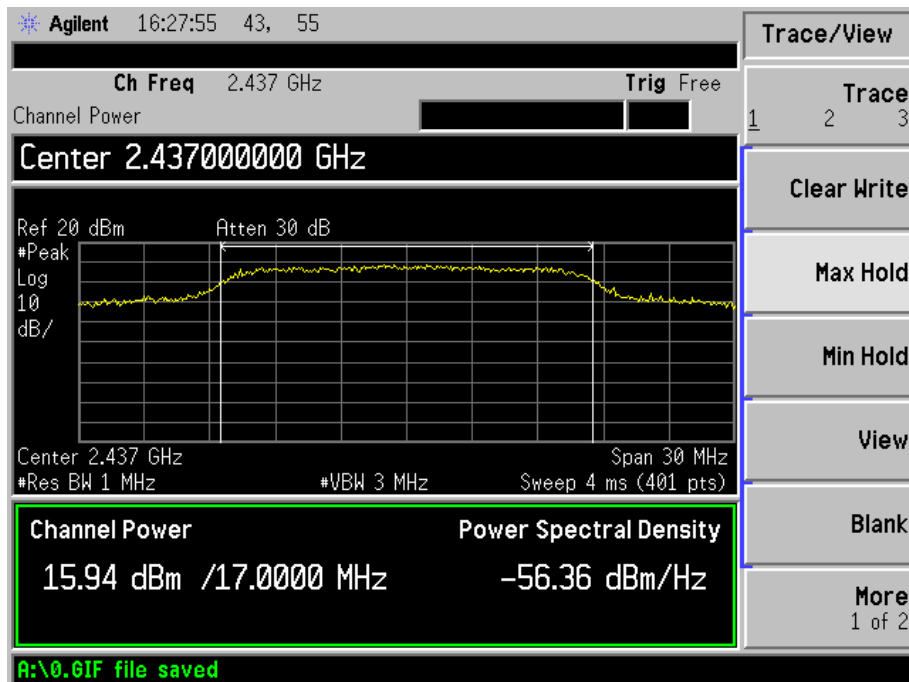 Agilent 16:27:55 43, 55
Trace/View
Ch Freq 2.437 GHz Trig Free
Channel Power
Trace
1 2 3
Center 2.437000000 GHz
Clear Write
Ref 20 dBm Atten 30 dB
#Peak
Log
10
dB/
Max Hold
Min Hold
Center 2.437 GHz Span 30 MHz
#Res BW 1 MHz #VBW 3 MHz Sweep 4 ms (401 pts)
View
Channel Power Power Spectral Density
15.94 dBm /17.0000 MHz -56.36 dBm/Hz
Blank
More
1 of 2
A:\0.GIF file saved